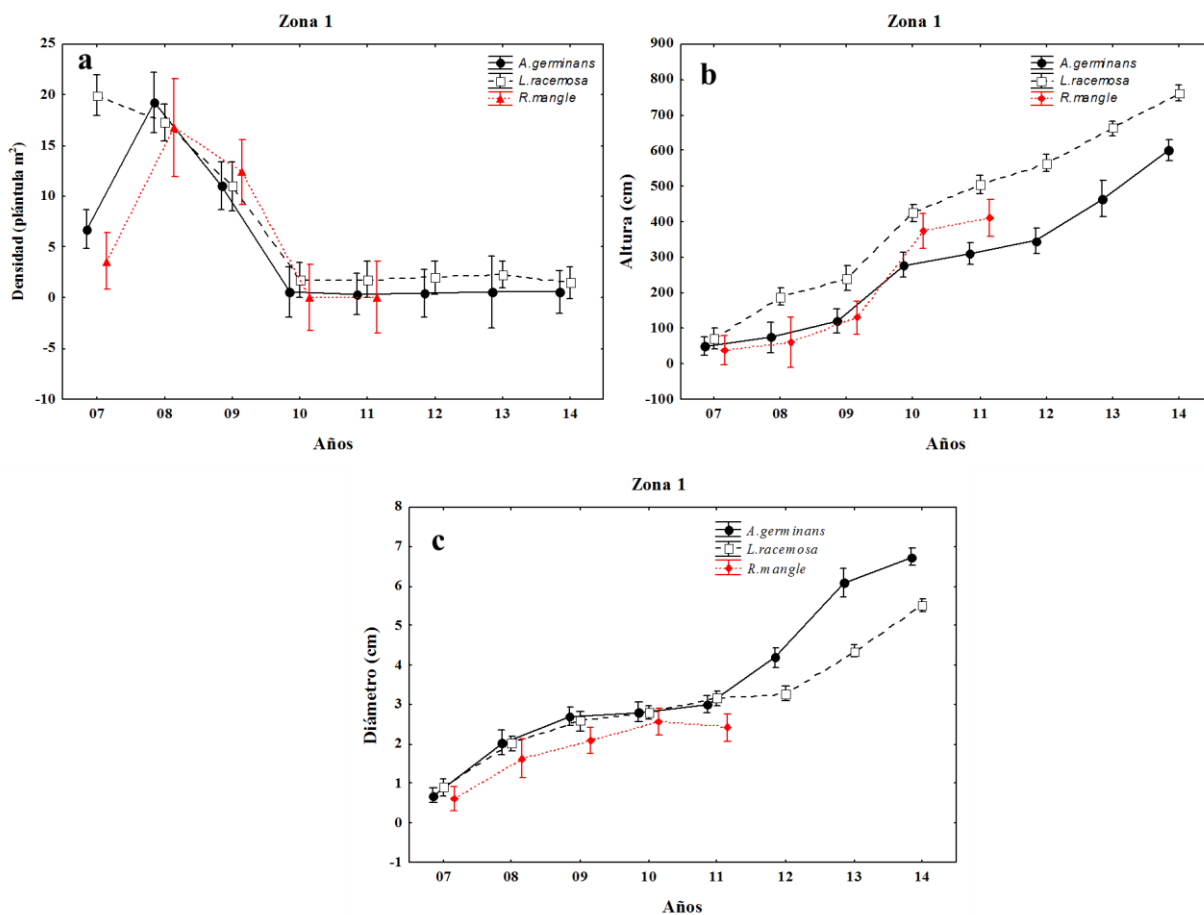 Zona 1
a
A.germinans
L.racemosa
R.mangle
Densidad (plántula m²)
25
20
15
10
5
0
-5
-10
07 08 09 10 11 12 13 14
Años
Zona 1
b
A.germinans
L.racemosa
R.mangle
Altura (cm)
900
800
700
600
500
400
300
200
100
0
-100
07 08 09 10 11 12 13 14
Años
Zona 1
c
A.germinans
L.racemosa
R.mangle
Diámetro (cm)
8
7
6
5
4
3
2
1
0
-1
07 08 09 10 11 12 13 14
Años